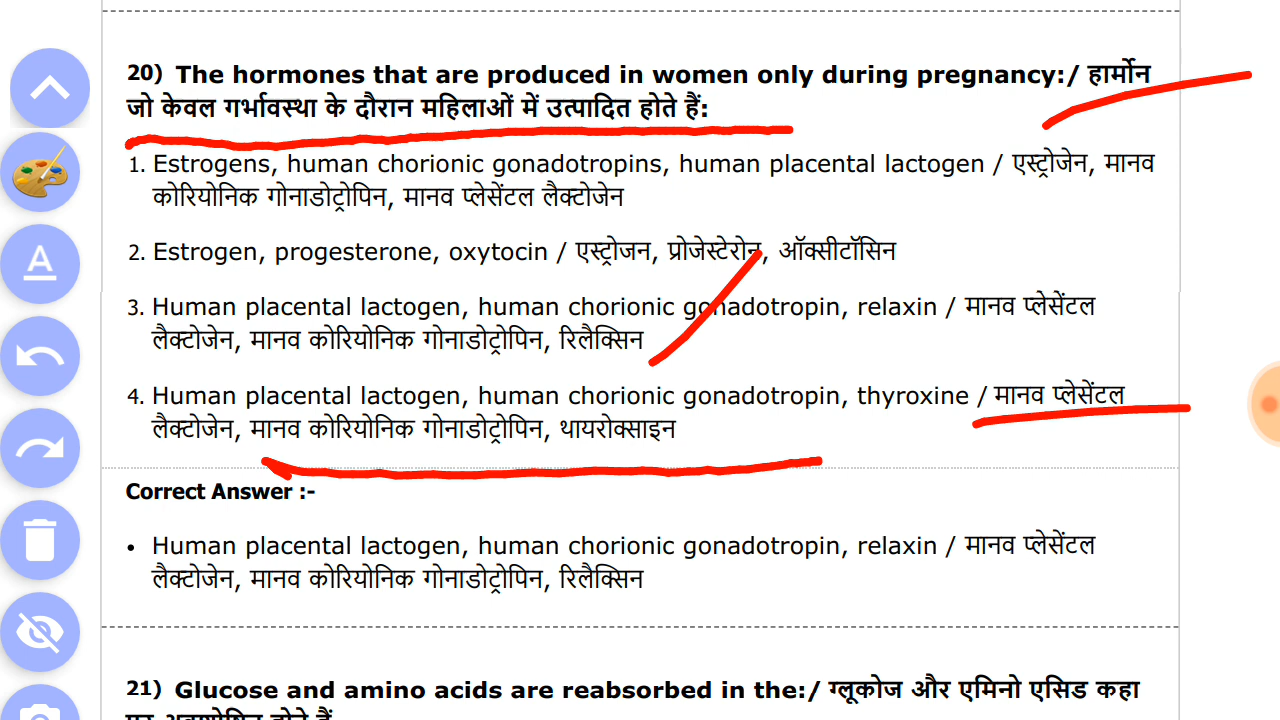 20) The hormones that are produced in women only during pregnancy:/ हार्मोन
जो केवल गर्भावस्था के दौरान महिलाओं में उत्पादित होते हैं:
1. Estrogens, human chorionic gonadotropins, human placental lactogen / एस्ट्रोजेन, मानव
कोरियोनिक गोनाडोट्रोपिन, मानव प्लेसेंटल लैक्टोजेन
2. Estrogen, progesterone, oxytocin / एस्ट्रोजन, प्रोजेस्टेरोन, ऑक्सीटॉसिन
3. Human placental lactogen, human chorionic gonadotropin, relaxin / मानव प्लेसेंटल
लैक्टोजेन, मानव कोरियोनिक गोनाडोट्रोपिन, रिलैक्सिन
4. Human placental lactogen, human chorionic gonadotropin, thyroxine / मानव प्लेसेंटल
लैक्टोजेन, मानव कोरियोनिक गोनाडोट्रोपिन, थायरोक्साइन
Correct Answer :-
• Human placental lactogen, human chorionic gonadotropin, relaxin / मानव प्लेसेंटल
लैक्टोजेन, मानव कोरियोनिक गोनाडोट्रोपिन, रिलैक्सिन
21) Glucose and amino acids are reabsorbed in the:/ ग्लूकोज और एमिनो एसिड कहा